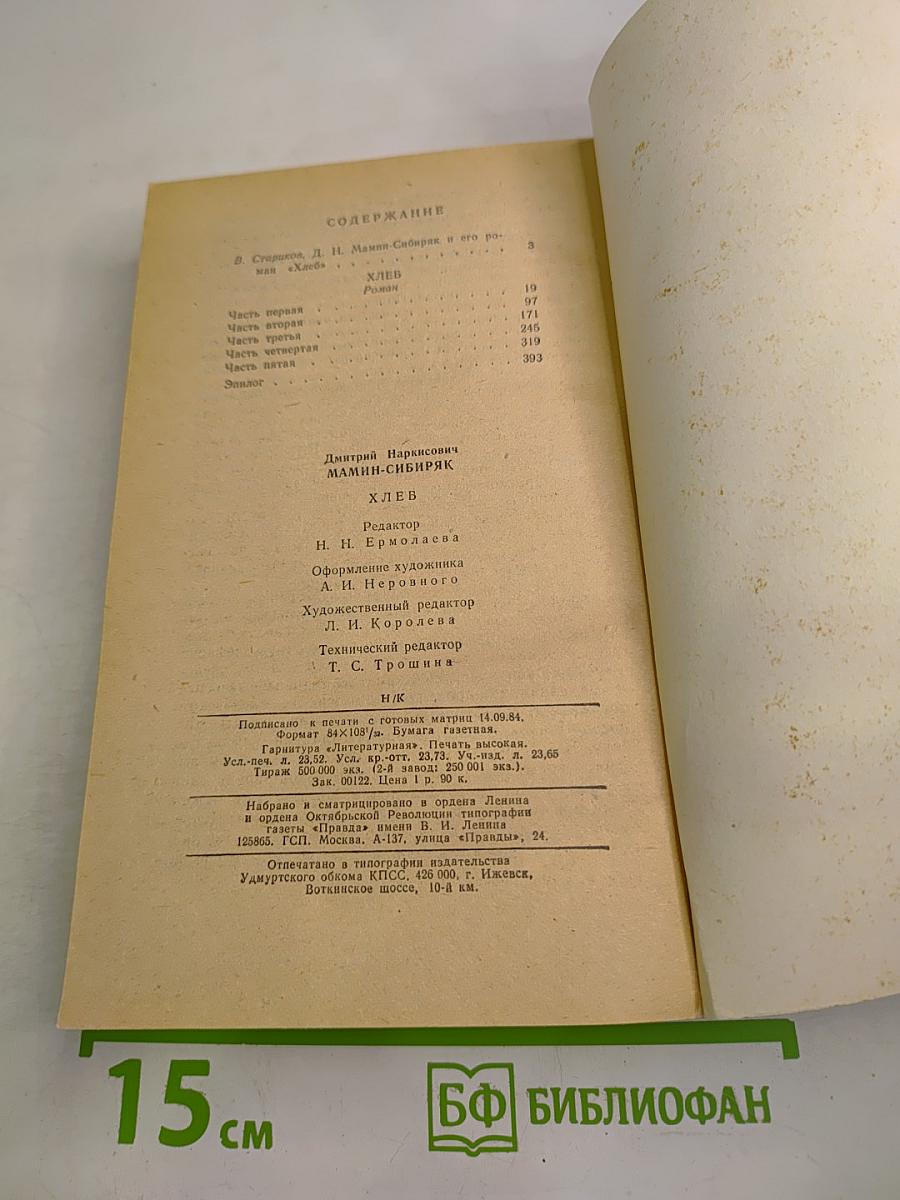 СОДЕРЖАНИЕ
В. Стариков. Д. Н. Мамин-Сибиряк и его ро-
ман «Хлеб» . . . . . . . . . . . 3
ХЛЕБ
Роман
Часть первая . . . . . . . . . . . 19
Часть вторая . . . . . . . . . . . 97
Часть третья . . . . . . . . . . . 171
Часть четвертая . . . . . . . . . . 245
Часть пятая . . . . . . . . . . . 319
Эпилог . . . . . . . . . . . . . 393
Дмитрий Наркисович
МАМИН-СИБИРЯК
ХЛЕБ
Редактор
Н. Н. Ермолаева
Оформление художника
А. И. Неровного
Художественный редактор
Л. И. Королева
Технический редактор
Т. С. Трошина
Н/К
Подписано к печати с готовых матриц 14.09.84.
Формат 84×108¹/₃₂. Бумага газетная.
Гарнитура «Литературная». Печать высокая.
Усл.-печ. л. 23,52. Усл. кр.-отт. 23,73. Уч.-изд. л. 23,65
Тираж 500 000 экз. (2-й завод: 250 001 экз.).
Зак. 00122. Цена 1 р. 90 к.
Набрано и сматрицировано в ордена Ленина
и ордена Октябрьской Революции типографии
газеты «Правда» имени В. И. Ленина
125865. ГСП. Москва, А-137, улица «Правды», 24.
Отпечатано в типографии издательства
Удмуртского обкома КПСС, 426 000, г. Ижевск,
Воткинское шоссе, 10-й км.
15 см
БФ БИБЛИОФАН